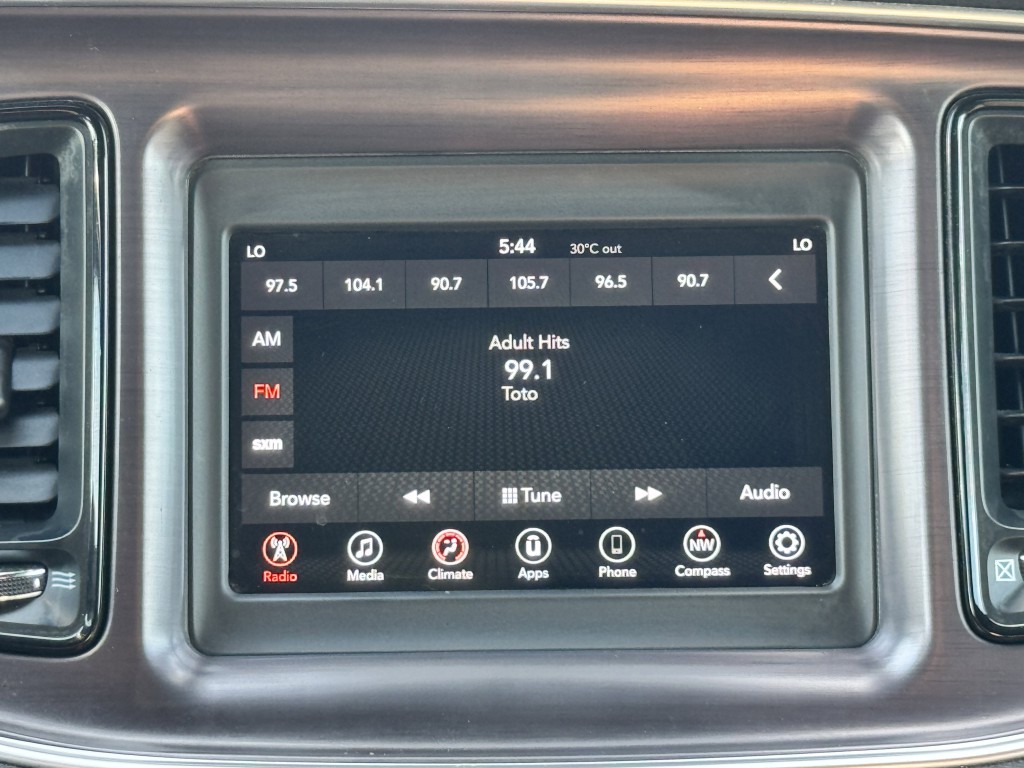 LO 5:44 30°C out LO
97.5 104.1 90.7 105.7 96.5 90.7
AM
Adult Hits
99.1
FM
Toto
sxm
Browse Tune Audio
NW
Radio Media Climate Apps Phone Compass Settings